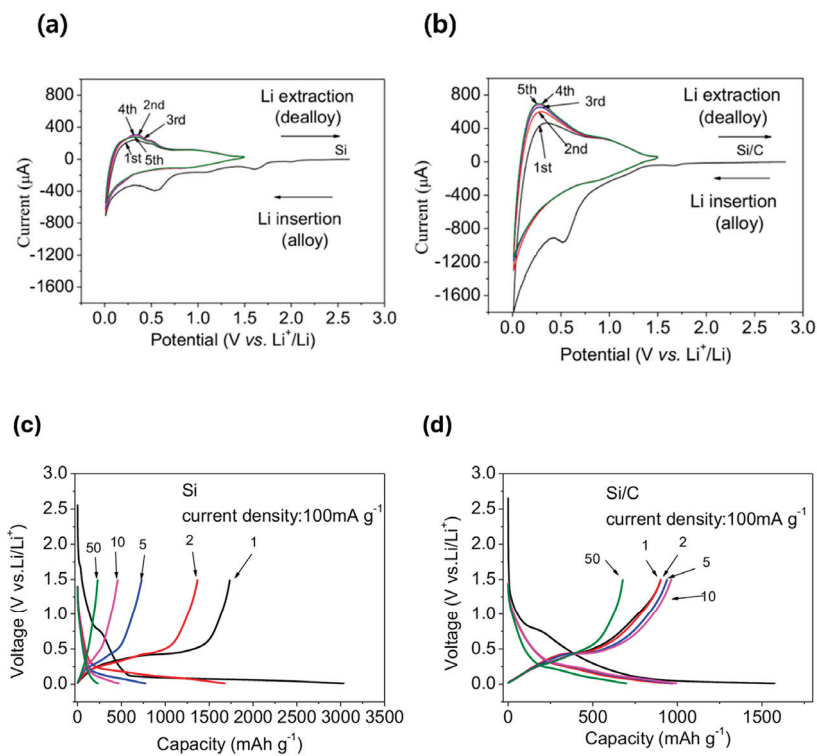 (a)
800
400
0
-400
-800
-1200
-1600
Current (µA)
4th 2nd
3rd
1st 5th
Li extraction
(dealloy)
Si
Li insertion
(alloy)
0.0 0.5 1.0 1.5 2.0 2.5 3.0
Potential (V vs. Li⁺/Li)
(b)
800
400
0
-400
-800
-1200
-1600
Current (µA)
5th 4th
3rd
2nd
1st
Li extraction
(dealloy)
Si/C
Li insertion
(alloy)
0.0 0.5 1.0 1.5 2.0 2.5 3.0
Potential (V vs. Li⁺/Li)
(c)
3.0
2.5
2.0
1.5
1.0
0.5
0.0
Voltage (V vs.Li/Li⁺)
Si
current density:100mA g⁻¹
50 10 5 2 1
0 500 1000 1500 2000 2500 3000 3500
Capacity (mAh g⁻¹)
(d)
3.0
2.5
2.0
1.5
1.0
0.5
0.0
Voltage (V vs.Li/Li⁺)
Si/C
current density:100mA g⁻¹
50 1 2
5
10
0 500 1000 1500
Capacity (mAh g⁻¹)